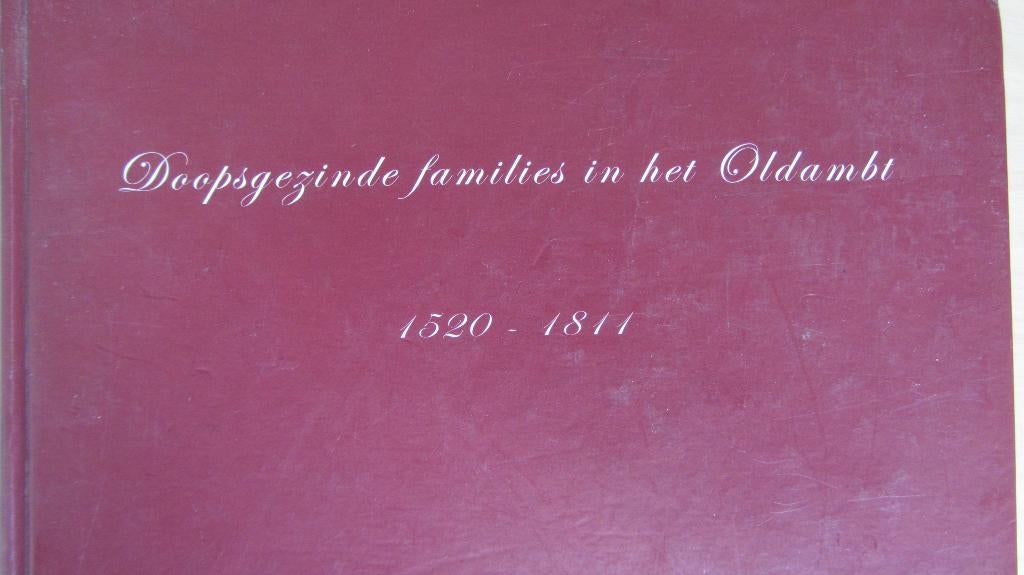 Doopsgezinde families in het Oldambt
1520 - 1811